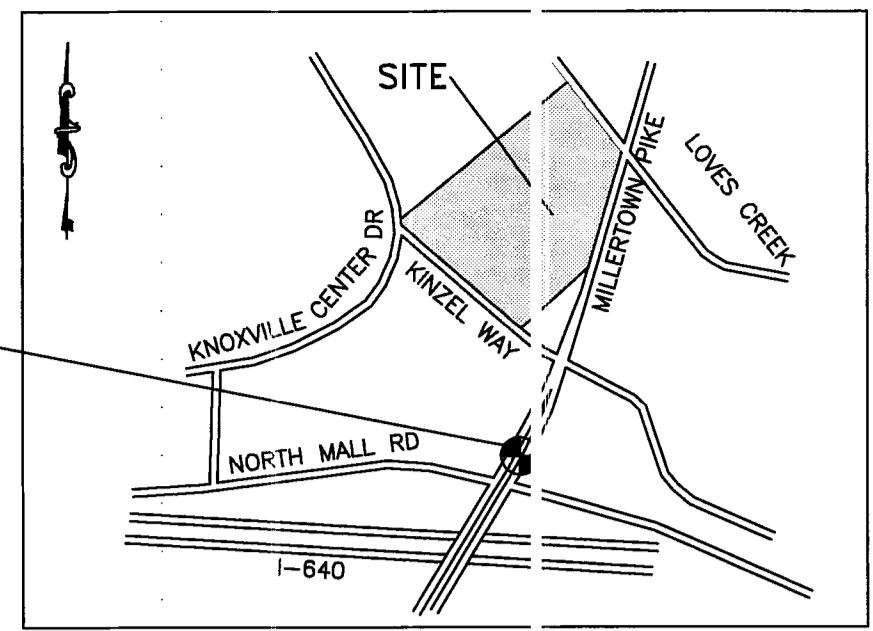 SITE
LOVES CREEK
MILLERTOWN PIKE
KNOXVILLE CENTER DR
KINZEL WAY
NORTH MALL RD
I-640